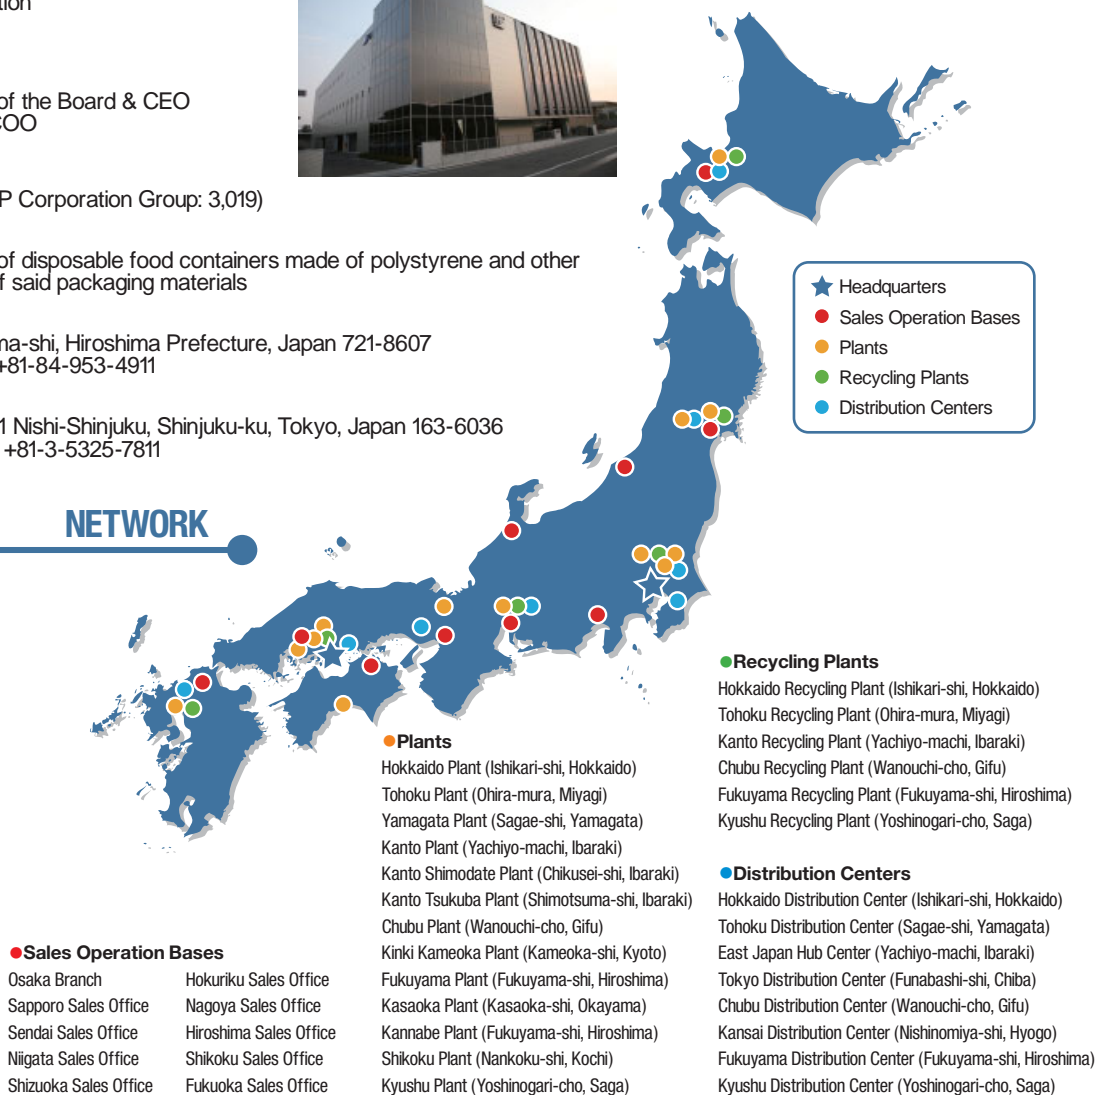 tion
of the Board & CEO
COO
P Corporation Group: 3,019)
of disposable food containers made of polystyrene and other
f said packaging materials
ma-shi, Hiroshima Prefecture, Japan 721-8607
+81-84-953-4911
1 Nishi-Shinjuku, Shinjuku-ku, Tokyo, Japan 163-6036
+81-3-5325-7811
NETWORK
Headquarters
Sales Operation Bases
Plants
Recycling Plants
Distribution Centers
Sales Operation Bases
Osaka Branch
Sapporo Sales Office
Sendai Sales Office
Niigata Sales Office
Shizuoka Sales Office
Hokuriku Sales Office
Nagoya Sales Office
Hiroshima Sales Office
Shikoku Sales Office
Fukuoka Sales Office
Plants
Hokkaido Plant (Ishikari-shi, Hokkaido)
Tohoku Plant (Ohira-mura, Miyagi)
Yamagata Plant (Sagae-shi, Yamagata)
Kanto Plant (Yachiyo-machi, Ibaraki)
Kanto Shimodate Plant (Chikusei-shi, Ibaraki)
Kanto Tsukuba Plant (Shimotsuma-shi, Ibaraki)
Chubu Plant (Wanouchi-cho, Gifu)
Kinki Kameoka Plant (Kameoka-shi, Kyoto)
Fukuyama Plant (Fukuyama-shi, Hiroshima)
Kasaoka Plant (Kasaoka-shi, Okayama)
Kannabe Plant (Fukuyama-shi, Hiroshima)
Shikoku Plant (Nankoku-shi, Kochi)
Kyushu Plant (Yoshinogari-cho, Saga)
Recycling Plants
Hokkaido Recycling Plant (Ishikari-shi, Hokkaido)
Tohoku Recycling Plant (Ohira-mura, Miyagi)
Kanto Recycling Plant (Yachiyo-machi, Ibaraki)
Chubu Recycling Plant (Wanouchi-cho, Gifu)
Fukuyama Recycling Plant (Fukuyama-shi, Hiroshima)
Kyushu Recycling Plant (Yoshinogari-cho, Saga)
Distribution Centers
Hokkaido Distribution Center (Ishikari-shi, Hokkaido)
Tohoku Distribution Center (Sagae-shi, Yamagata)
East Japan Hub Center (Yachiyo-machi, Ibaraki)
Tokyo Distribution Center (Funabashi-shi, Chiba)
Chubu Distribution Center (Wanouchi-cho, Gifu)
Kansai Distribution Center (Nishinomiya-shi, Hyogo)
Fukuyama Distribution Center (Fukuyama-shi, Hiroshima)
Kyushu Distribution Center (Yoshinogari-cho, Saga)